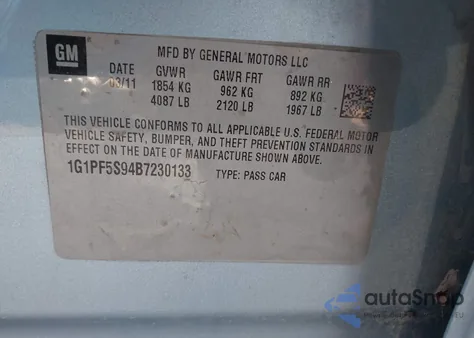 GM
MFD BY GENERAL MOTORS LLC
DATE GVWR GAWR FRT GAWR RR
03/11 1854 KG 962 KG 892 KG
4087 LB 2120 LB 1967 LB
THIS VEHICLE CONFORMS TO ALL APPLICABLE U.S. FEDERAL MOTOR
VEHICLE SAFETY, BUMPER, AND THEFT PREVENTION STANDARDS IN
EFFECT ON THE DATE OF MANUFACTURE SHOWN ABOVE.
1G1PF5S94B7230133 TYPE: PASS CAR
autoSnap